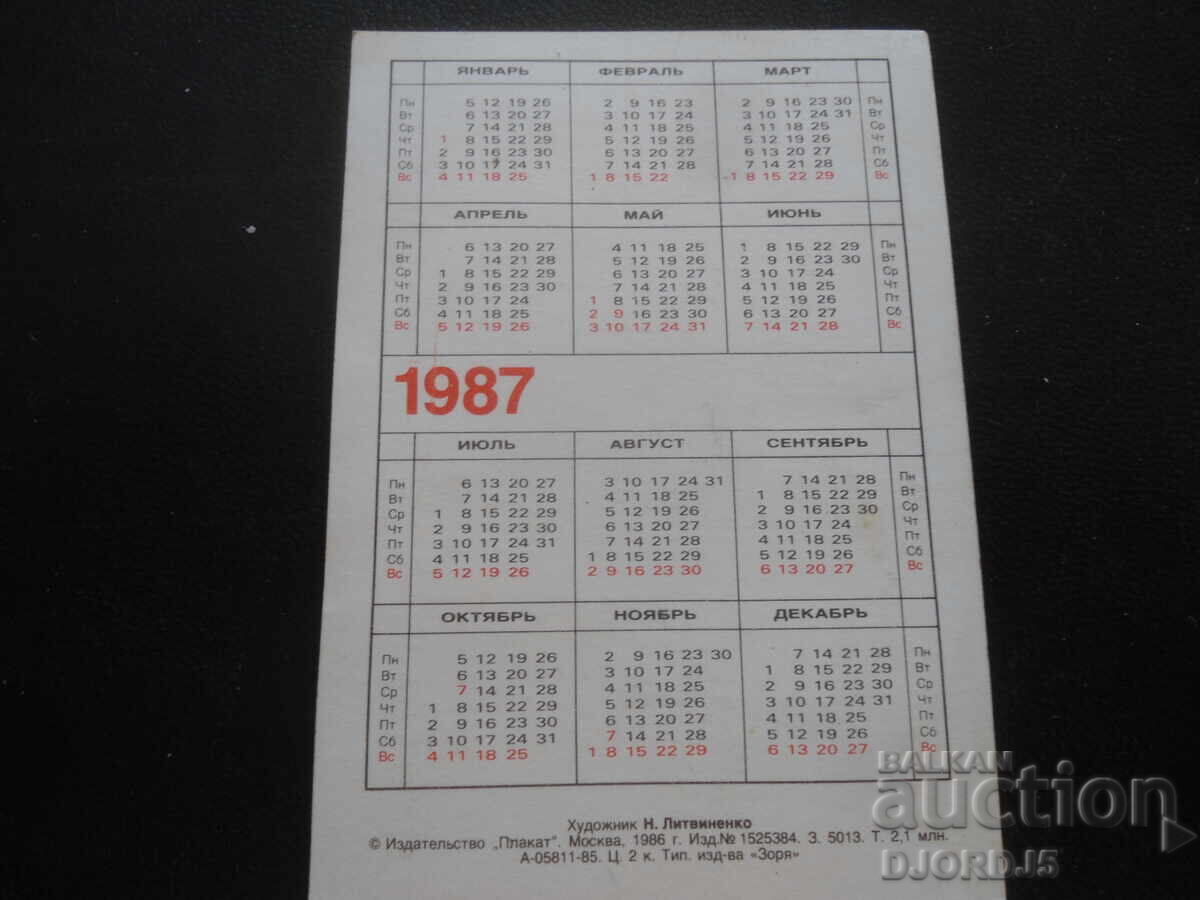 ЯНВАРЬ ФЕВРАЛЬ МАРТ
Пн 5 12 19 26 2 9 16 23 2 9 16 23 30 Пн
Вт 6 13 20 27 3 10 17 24 3 10 17 24 31 Вт
Ср 7 14 21 28 4 11 18 25 4 11 18 25 Ср
Чт 1 8 15 22 29 5 12 19 26 5 12 19 26 Чт
Пт 2 9 16 23 30 6 13 20 27 6 13 20 27 Пт
Сб 3 10 17 24 31 7 14 21 28 7 14 21 28 Сб
Вс 4 11 18 25 1 8 15 22 1 8 15 22 29 Вс
АПРЕЛЬ МАЙ ИЮНЬ
Пн 6 13 20 27 4 11 18 25 1 8 15 22 29 Пн
Вт 7 14 21 28 5 12 19 26 2 9 16 23 30 Вт
Ср 1 8 15 22 29 6 13 20 27 3 10 17 24 Ср
Чт 2 9 16 23 30 7 14 21 28 4 11 18 25 Чт
Пт 3 10 17 24 1 8 15 22 29 5 12 19 26 Пт
Сб 4 11 18 25 2 9 16 23 30 6 13 20 27 Сб
Вс 5 12 19 26 3 10 17 24 31 7 14 21 28 Вс
1987
ИЮЛЬ АВГУСТ СЕНТЯБРЬ
Пн 6 13 20 27 3 10 17 24 31 7 14 21 28 Пн
Вт 7 14 21 28 4 11 18 25 1 8 15 22 29 Вт
Ср 1 8 15 22 29 5 12 19 26 2 9 16 23 30 Ср
Чт 2 9 16 23 30 6 13 20 27 3 10 17 24 Чт
Пт 3 10 17 24 31 7 14 21 28 4 11 18 25 Пт
Сб 4 11 18 25 1 8 15 22 29 5 12 19 26 Сб
Вс 5 12 19 26 2 9 16 23 30 6 13 20 27 Вс
ОКТЯБРЬ НОЯБРЬ ДЕКАБРЬ
Пн 5 12 19 26 2 9 16 23 30 7 14 21 28 Пн
Вт 6 13 20 27 3 10 17 24 1 8 15 22 29 Вт
Ср 7 14 21 28 4 11 18 25 2 9 16 23 30 Ср
Чт 1 8 15 22 29 5 12 19 26 3 10 17 24 31 Чт
Пт 2 9 16 23 30 6 13 20 27 4 11 18 25 Пт
Сб 3 10 17 24 31 7 14 21 28 5 12 19 26 Сб
Вс 4 11 18 25 1 8 15 22 29 6 13 20 27 Вс
Художник Н. Литвиненко
© Издательство „Плакат". Москва, 1986 г. Изд.№ 1525384. З. 5013. Т. 2,1 млн.
А-05811-85. Ц. 2 к. Тип. изд-ва «Зоря»
BALKAN
auction
DJORDJ5